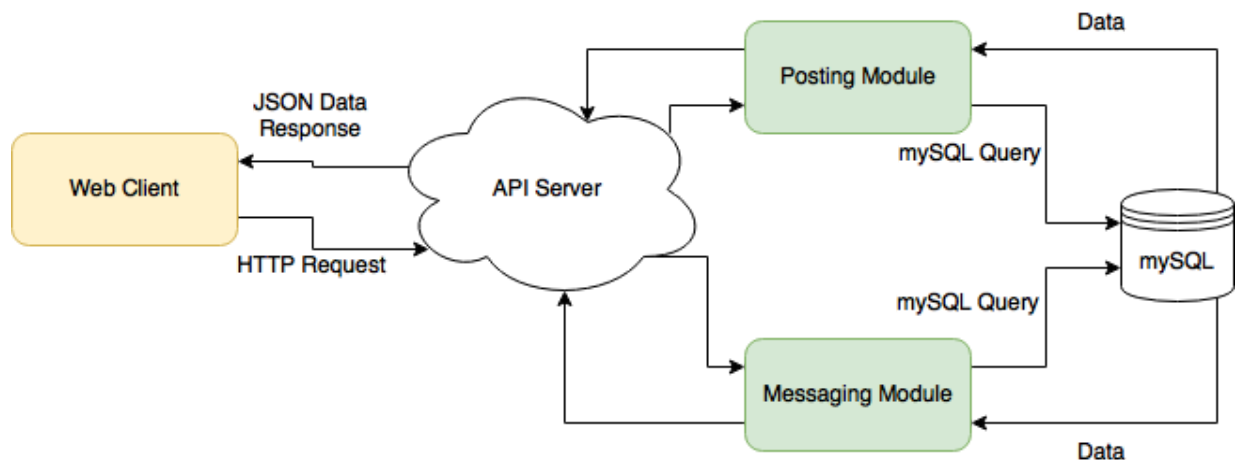 Data
Posting Module
JSON Data
Response
mySQL Query
Web Client
API Server
HTTP Request
mySQL
mySQL Query
Messaging Module
Data